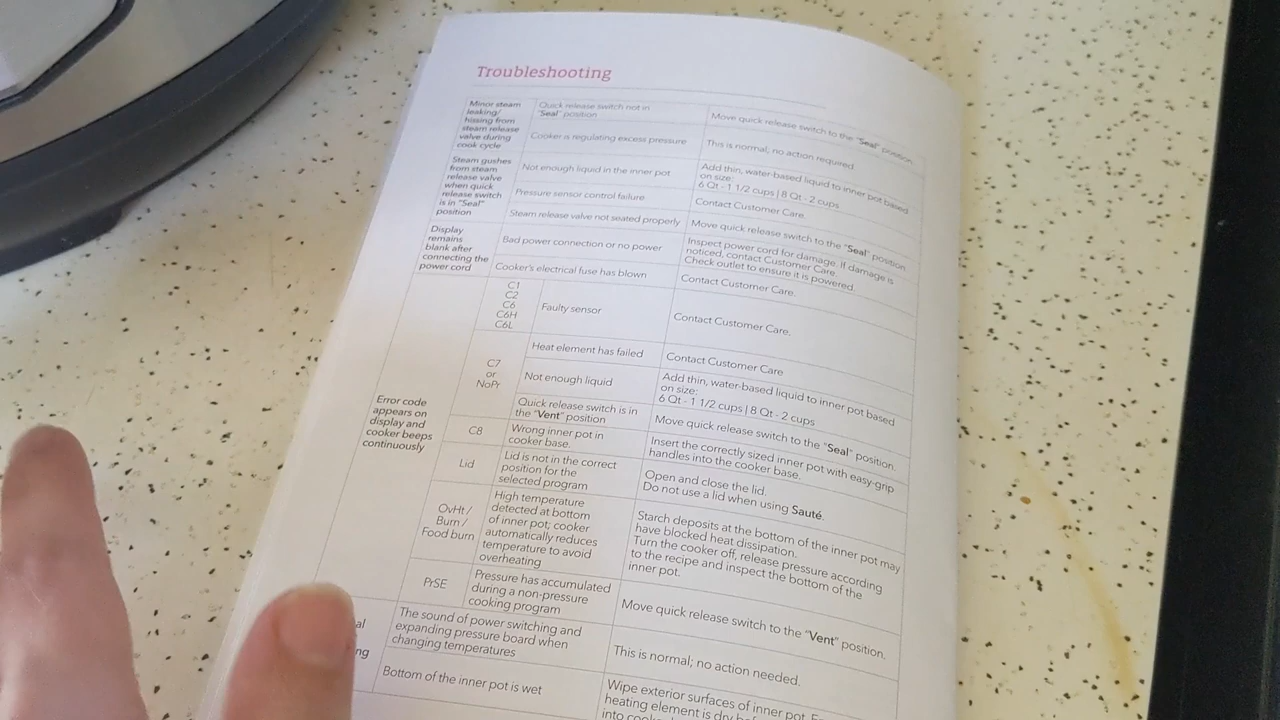 Troubleshooting
Minor steam
leaking/
hissing from
steam release
valve during
cook cycle
Quick release switch not in
"Seal" position
Move quick release switch to the "Seal" position.
Cooker is regulating excess pressure
This is normal; no action required
Steam gushes
from steam
release valve
when quick
release switch
is in "Seal"
position
Not enough liquid in the inner pot
Add thin, water-based liquid to inner pot based
on size:
6 Qt - 1 1/2 cups | 8 Qt - 2 cups
Pressure sensor control failure
Contact Customer Care.
Steam release valve not seated properly
Move quick release switch to the "Seal" position
Display
remains
blank after
connecting the
power cord
Bad power connection or no power
Inspect power cord for damage. If damage is
noticed, contact Customer Care.
Check outlet to ensure it is powered.
Cooker's electrical fuse has blown
Contact Customer Care.
Error code
appears on
display and
cooker beeps
continuously
C1
C2
C6
C6H
C6L
Faulty sensor
Contact Customer Care.
C7
or
NoPr
Heat element has failed
Contact Customer Care
Not enough liquid
Add thin, water-based liquid to inner pot based
on size:
6 Qt - 1 1/2 cups | 8 Qt - 2 cups
Quick release switch is in
the "Vent" position
Move quick release switch to the "Seal" position.
C8
Wrong inner pot in
cooker base.
Insert the correctly sized inner pot with easy-grip
handles into the cooker base.
Lid
Lid is not in the correct
position for the
selected program
Open and close the lid.
Do not use a lid when using Sauté.
OvHt /
Burn /
Food burn
High temperature
detected at bottom
of inner pot; cooker
automatically reduces
temperature to avoid
overheating
Starch deposits at the bottom of the inner pot may
have blocked heat dissipation.
Turn the cooker off, release pressure according
to the recipe and inspect the bottom of the
inner pot.
PrSE
Pressure has accumulated
during a non-pressure
cooking program
Move quick release switch to the "Vent" position.
The sound of power switching and
expanding pressure board when
changing temperatures
This is normal; no action needed.
Bottom of the inner pot is wet
Wipe exterior surfaces of inner pot.
heating element is dry